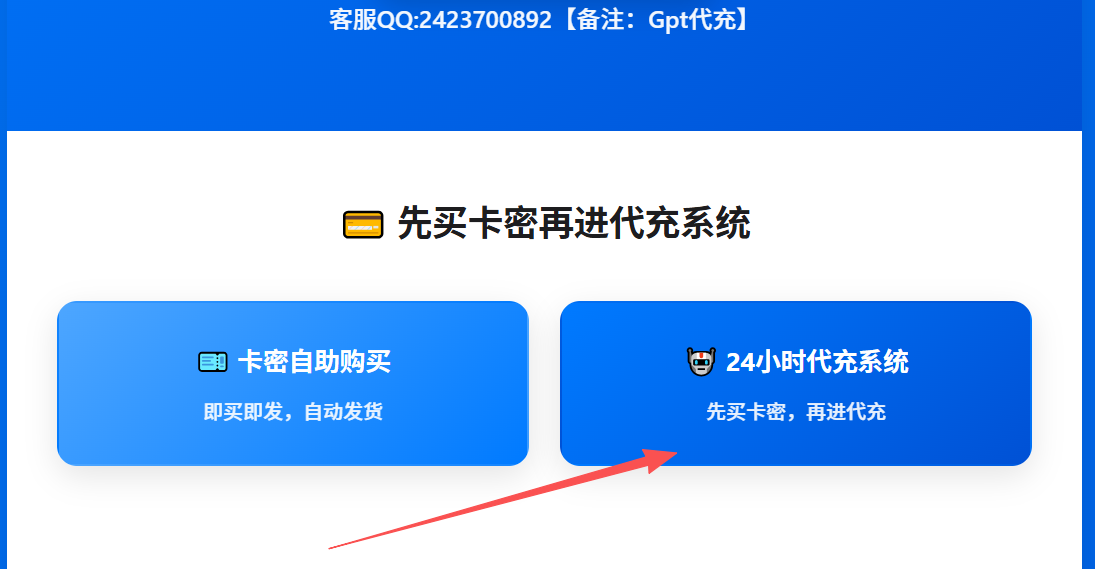 客服QQ:2423700892【备注：Gpt代充】
先买卡密再进代充系统
卡密自助购买
即买即发，自动发货
24小时代充系统
先买卡密，再进代充